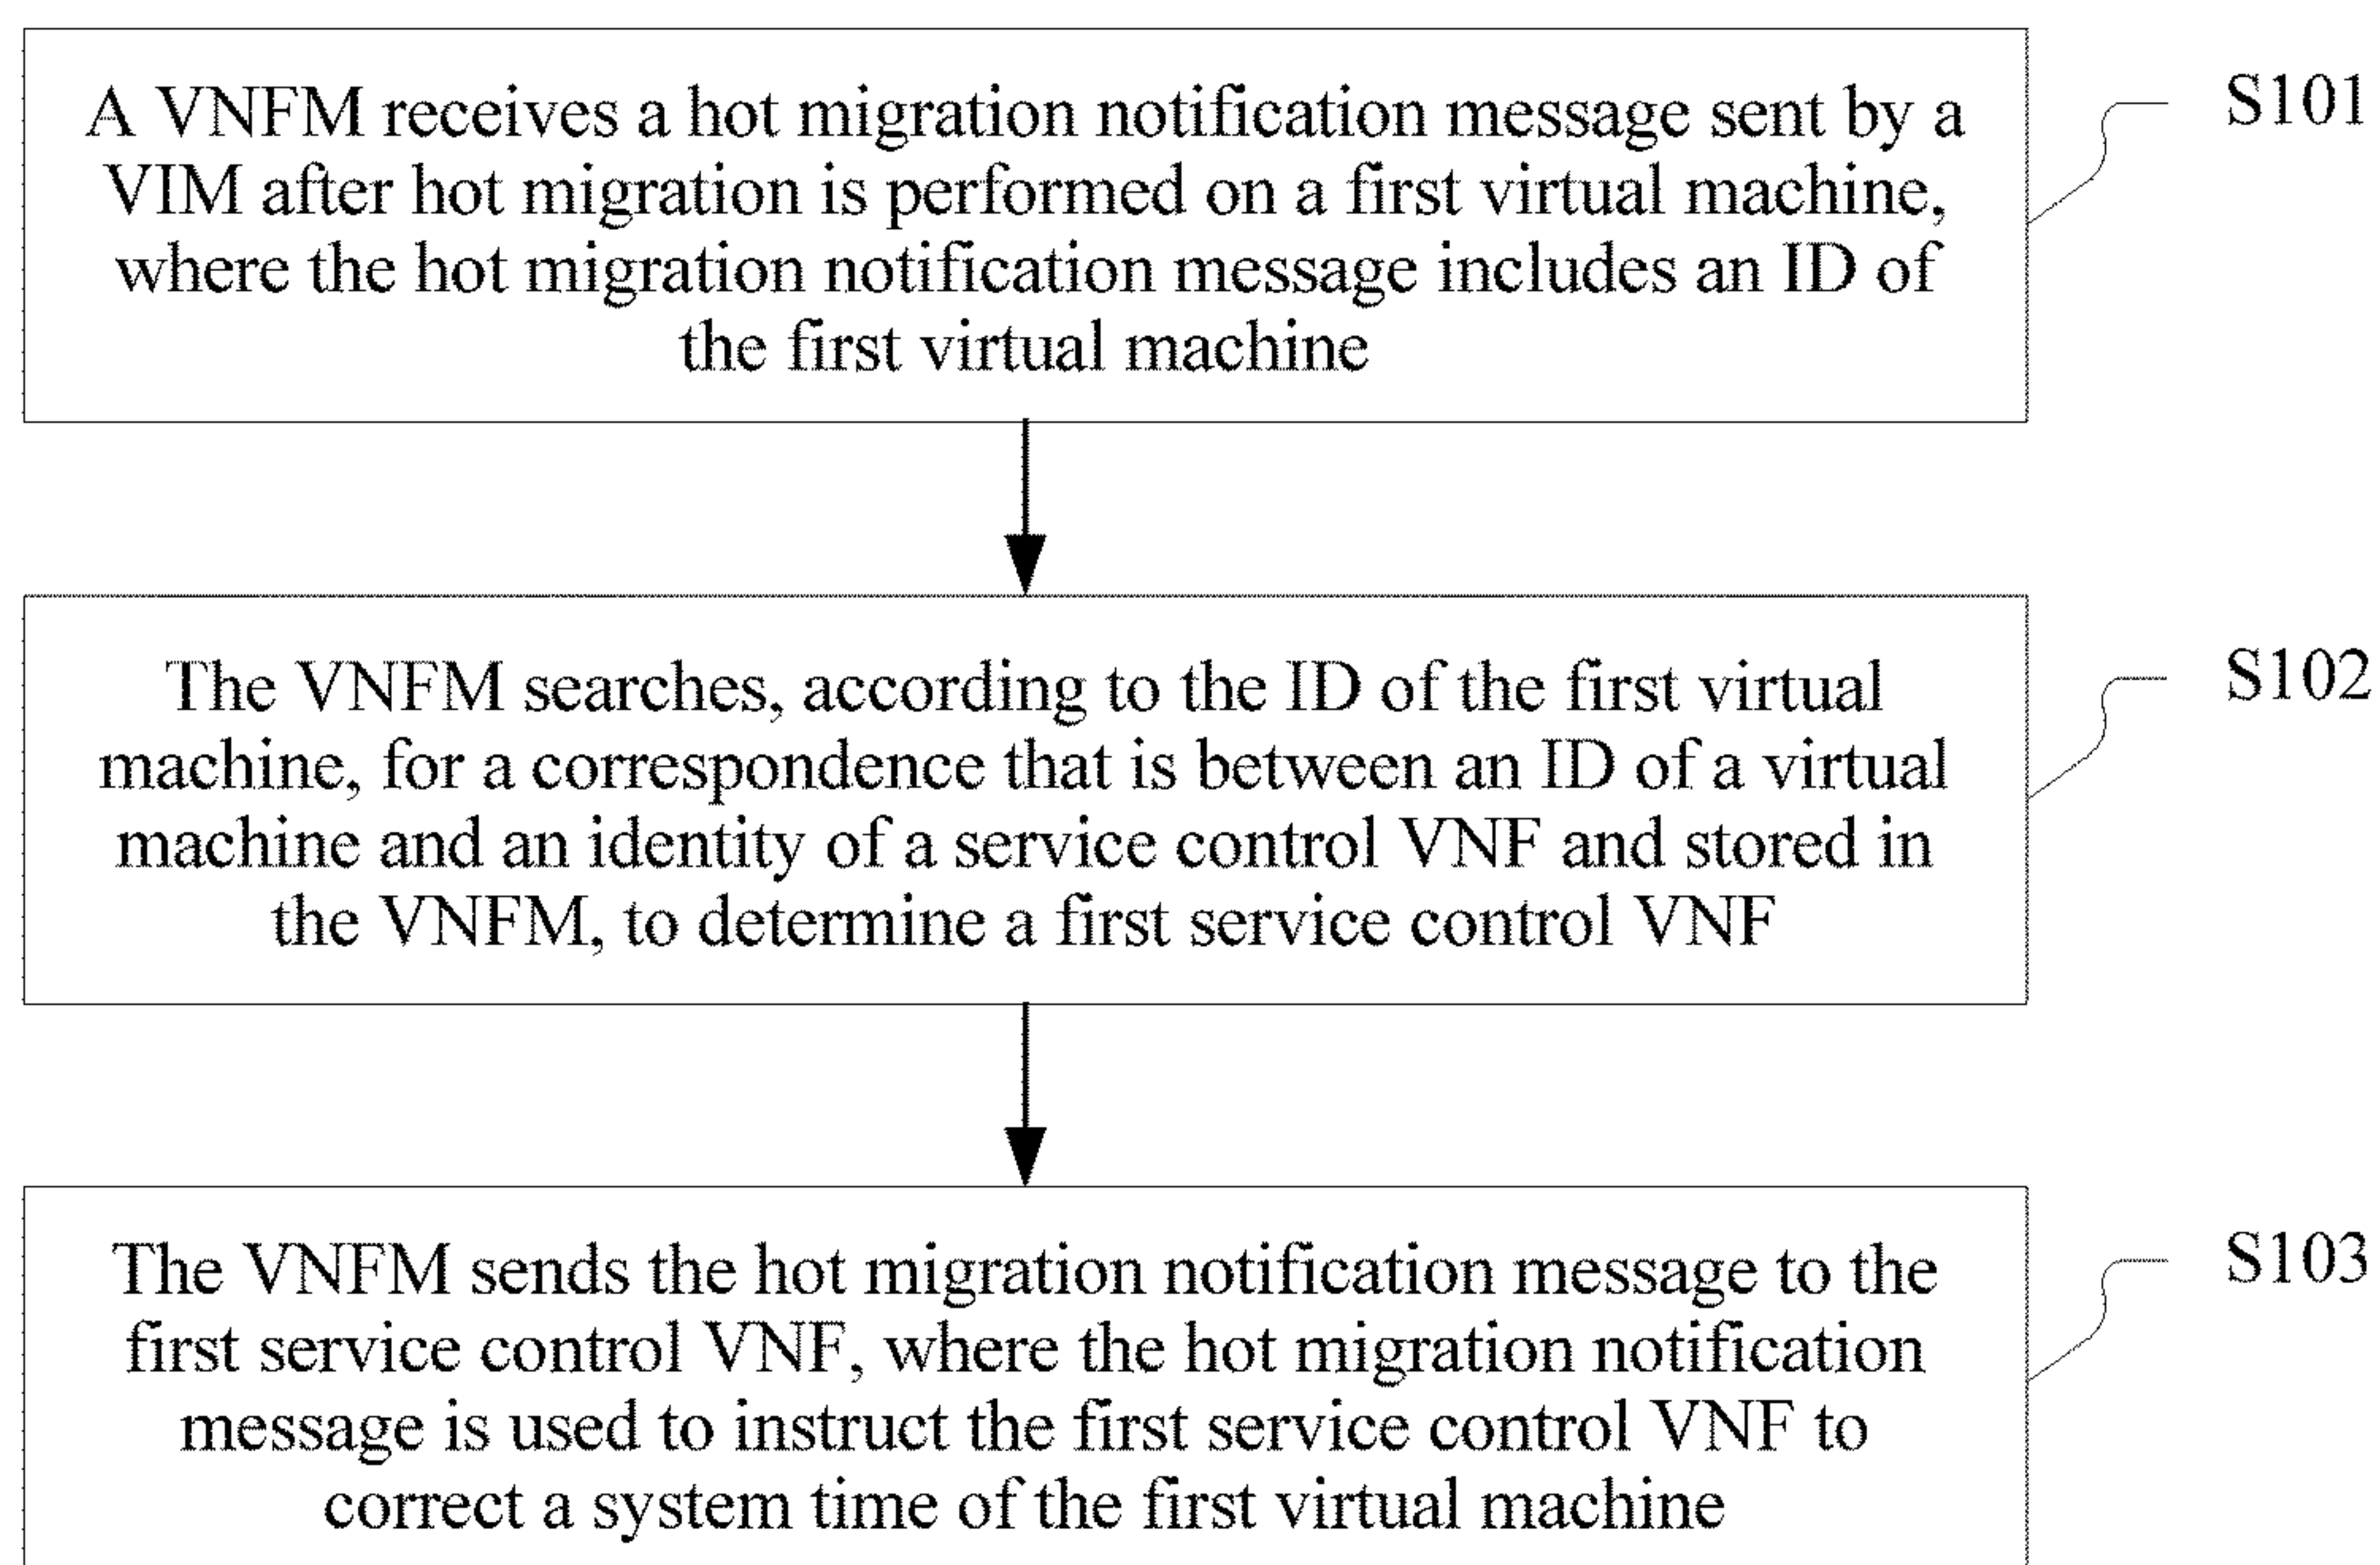 A VNFM receives a hot migration notification message sent by a
VIM after hot migration is performed on a first virtual machine,
where the hot migration notification message includes an ID of
the first virtual machine
S101
The VNFM searches, according to the ID of the first virtual
machine, for a correspondence that is between an ID of a virtual
machine and an identity of a service control VNF and stored in
the VNFM, to determine a first service control VNF
S102
The VNFM sends the hot migration notification message to the
first service control VNF, where the hot migration notification
message is used to instruct the first service control VNF to
correct a system time of the first virtual machine
S103